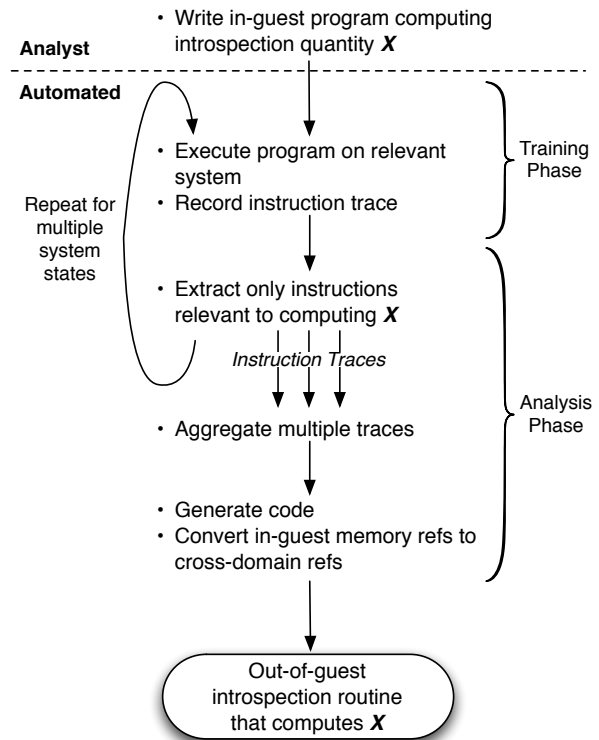 • Write in-guest program computing
introspection quantity X
Analyst
Automated
• Execute program on relevant
system
• Record instruction trace
Training
Phase
Repeat for
multiple
system
states
• Extract only instructions
relevant to computing X
Instruction Traces
• Aggregate multiple traces
Analysis
Phase
• Generate code
• Convert in-guest memory refs to
cross-domain refs
Out-of-guest
introspection routine
that computes X